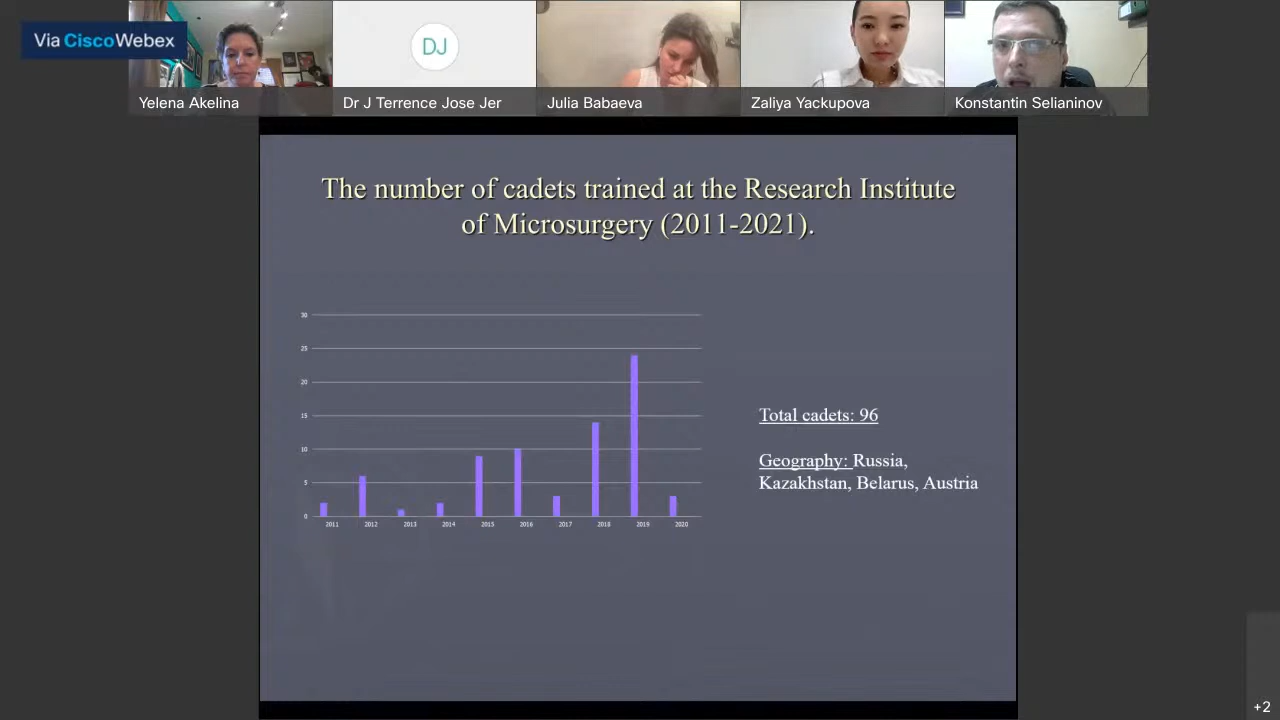 Via CiscoWebex
Yelena Akelina
DJ
Dr J Terrence Jose Jer
Julia Babaeva
Zaliya Yackupova
Konstantin Selianinov
The number of cadets trained at the Research Institute
of Microsurgery (2011-2021).
30
25
20
15
10
5
0
2011 2012 2013 2014 2015 2016 2017 2018 2019 2020
Total cadets: 96
Geography: Russia,
Kazakhstan, Belarus, Austria
+2